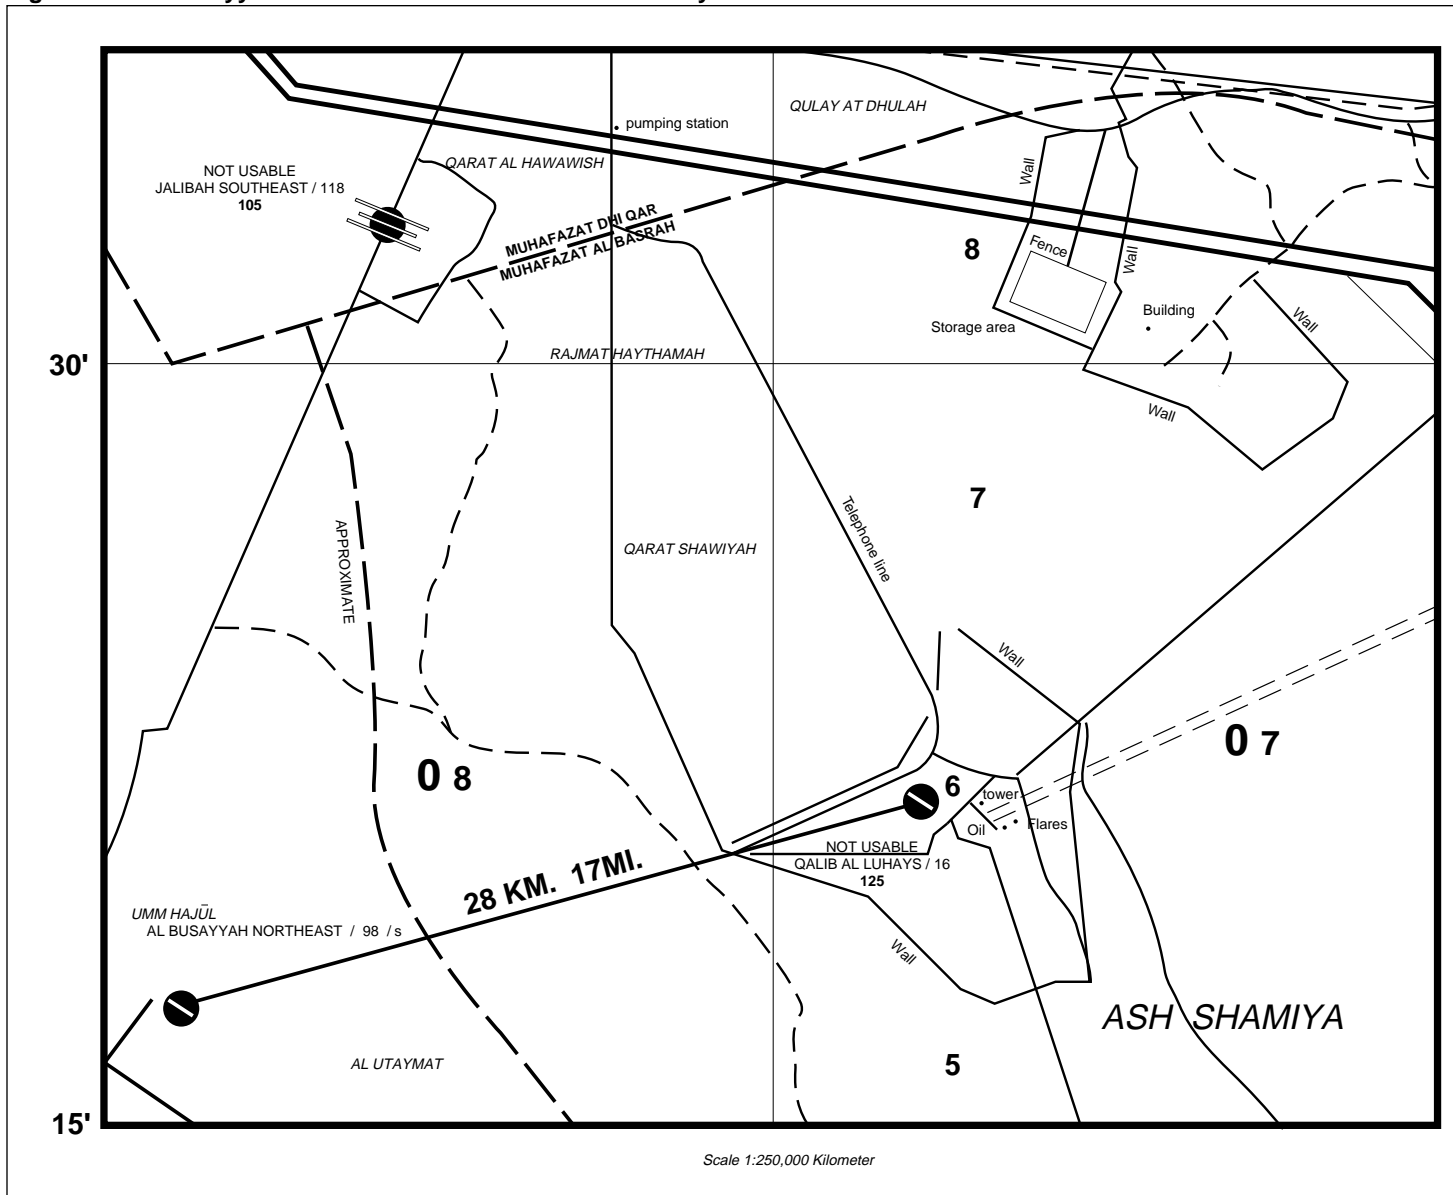 QULAY AT DHULAH
pumping station
QARAT AL HAWAWISH
NOT USABLE
JALIBAH SOUTHEAST / 118
105
Wall
MUHAFAZAT DHI QAR
MUHAFAZAT AL BASRAH
8
Fence
Wall
Storage area
Building
Wall
30'
RAJMAT HAYTHAMAH
Wall
7
Telephone line
APPROXIMATE
QARAT SHAWIYAH
Wall
0 7
0 8
6
tower
Oil
Flares
NOT USABLE
QALIB AL LUHAYS / 16
125
28 KM. 17MI.
UMM HAJŪL
AL BUSAYYAH NORTHEAST / 98 / s
Wall
ASH SHAMIYA
AL UTAYMAT
5
15'
Scale 1:250,000 Kilometer